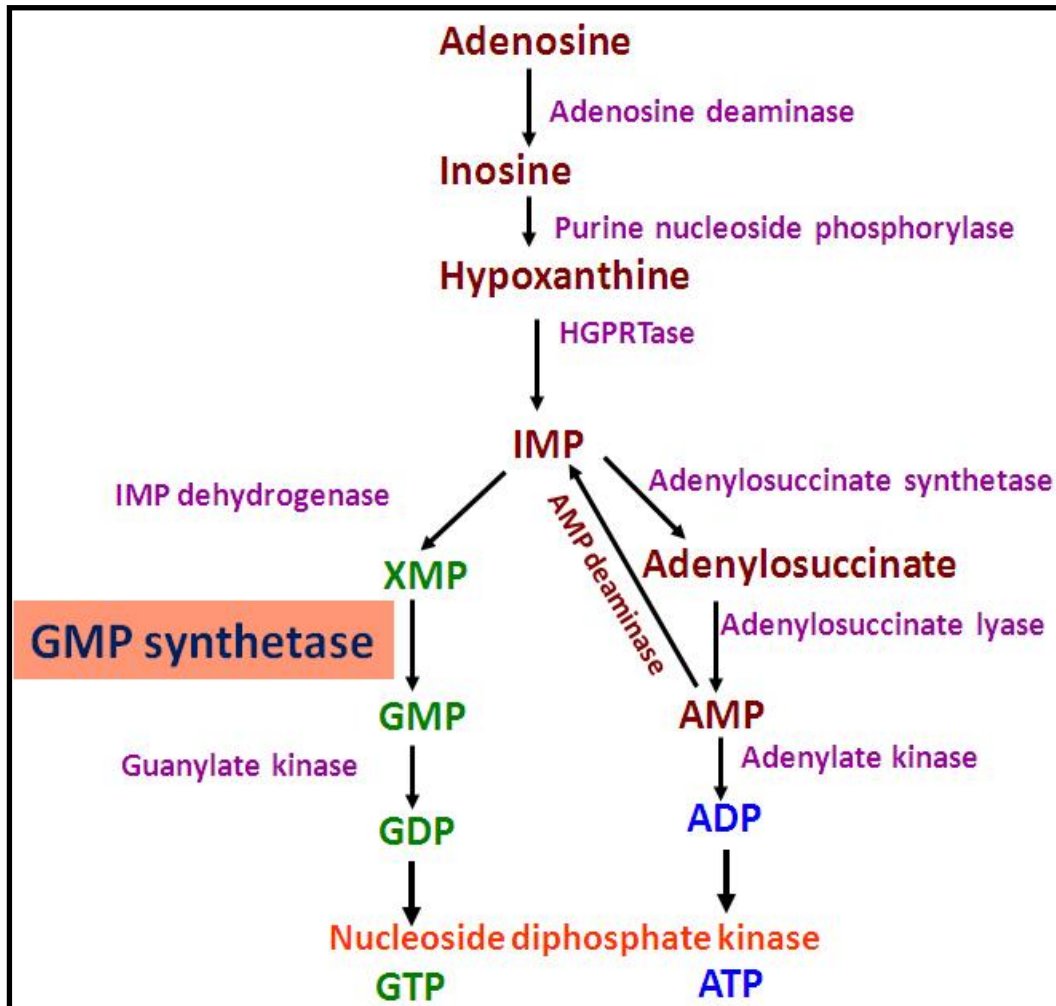 Adenosine
Adenosine deaminase
Inosine
Purine nucleoside phosphorylase
Hypoxanthine
HGPRTase
IMP
IMP dehydrogenase
Adenylosuccinate syntetase
AMP deaminase
XMP
Adenylosuccinate
GMP synthetase
Adenylosuccinate lyase
GMP
AMP
Guanylate kinase
Adenylate kinase
GDP
ADP
Nucleoside diphosphate kinase
GTP
ATP